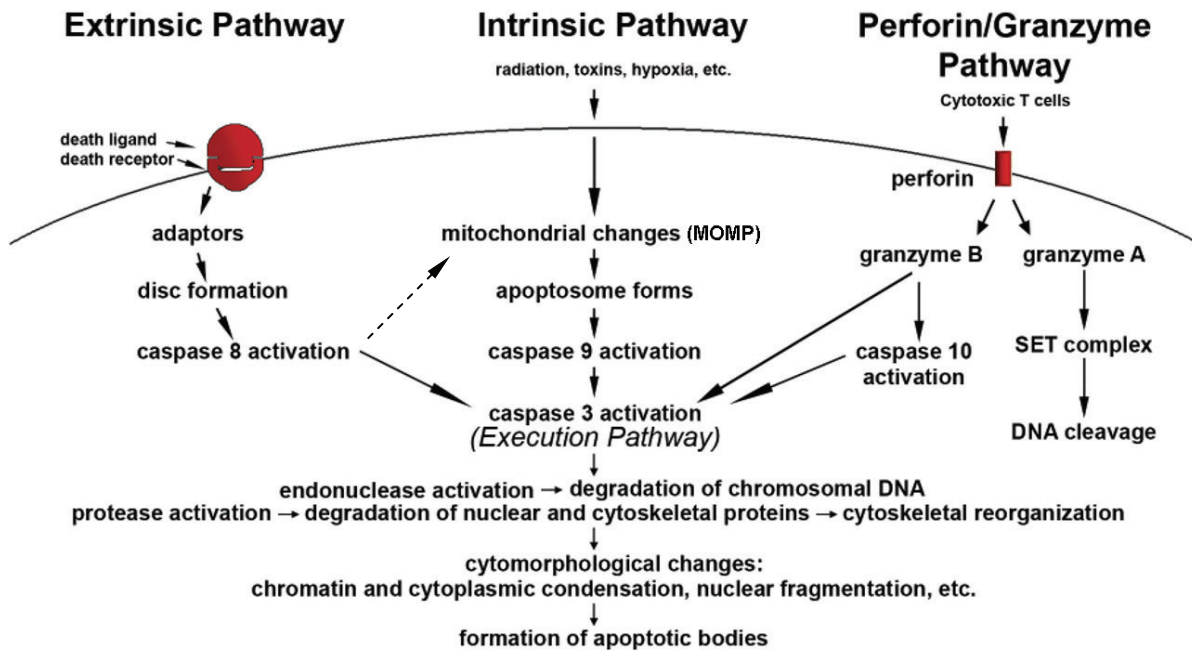 Extrinsic Pathway
Intrinsic Pathway
Perforin/Granzyme
Pathway
radiation, toxins, hypoxia, etc.
Cytotoxic T cells
death ligand
death receptor
perforin
adaptors
mitochondrial changes (MOMP)
granzyme B
granzyme A
disc formation
apoptosome forms
caspase 8 activation
caspase 9 activation
caspase 10
activation
SET complex
caspase 3 activation
(Execution Pathway)
DNA cleavage
endonuclease activation → degradation of chromosomal DNA
protease activation → degradation of nuclear and cytoskeletal proteins → cytoskeletal reorganization
cytomorphological changes:
chromatin and cytoplasmic condensation, nuclear fragmentation, etc.
formation of apoptotic bodies